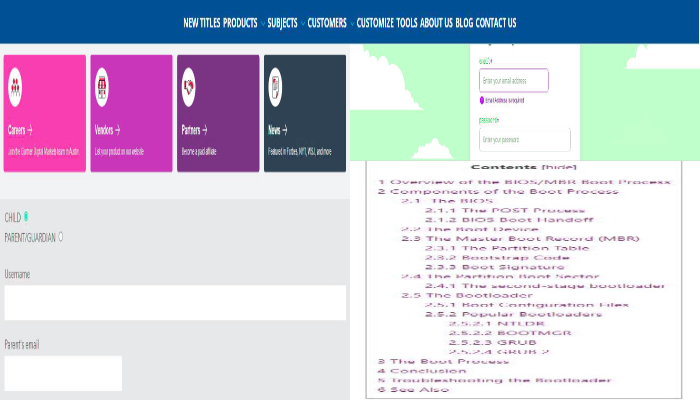 NEW TITLES PRODUCTS SUBJECTS CUSTOMERS CUSTOMIZE TOOLS ABOUT US BLOG CONTACT US
Careers →
Join the Gartner Digital Markets team in Austin.
Vendors →
List your product on our website
Partners →
Become a paid affiliate
News →
Featured in Forbes, NYT, WSJ, and more
Email Address is required
password*
Enter your email address
Enter your password
CHILD
PARENT/GUARDIAN
Username
Parent's email
Contents [hide]
1 Overview of the BIOS/MBR Boot Process
2 Components of the Boot Process
2.1 The BIOS
2.1.1 The POST Process
2.1.2 BIOS Boot Handoff
2.2 The Boot Device
2.3 The Master Boot Record (MBR)
2.3.1 The Partition Table
2.3.2 Bootstrap Code
2.3.3 Boot Signature
2.4 The Partition Boot Sector
2.4.1 The second-stage bootloader
2.5 The Bootloader
2.5.1 Boot Configuration Files
2.5.2 Popular Bootloaders
2.5.2.1 NTLDR
2.5.2.2 BOOTMGR
2.5.2.3 GRUB
2.5.2.4 GRUB 2
3 The Boot Process
4 Conclusion
5 Troubleshooting the Bootloader
6 See Also